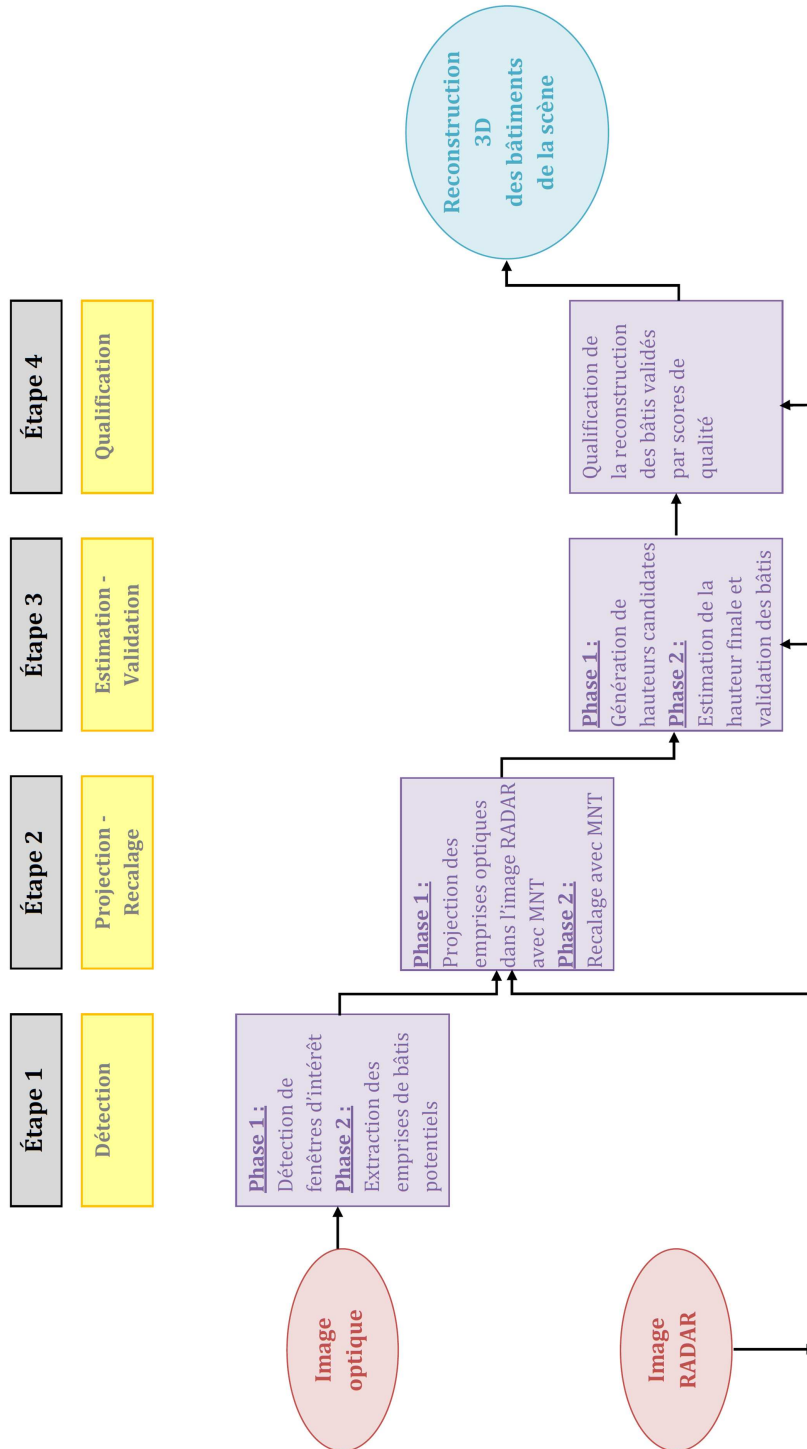 Étape 1
Étape 2
Étape 3
Étape 4
Détection
Projection -
Recalage
Estimation -
Validation
Qualification
Image
optique
Phase 1 :
Détection de
fenêtres d'intérêt
Phase 2 :
Extraction des
emprises de bâtis
potentiels
Phase 1 :
Projection des
emprises optiques
dans l'image RADAR
avec MNT
Phase 2 :
Recalage avec MNT
Phase 1 :
Génération de
hauteurs candidates
Phase 2 :
Estimation de la
hauteur finale et
validation des bâtis
Qualification de
la reconstruction
des bâtis validés
par scores de
qualité
Reconstruction
3D
des bâtiments
de la scène
Image
RADAR